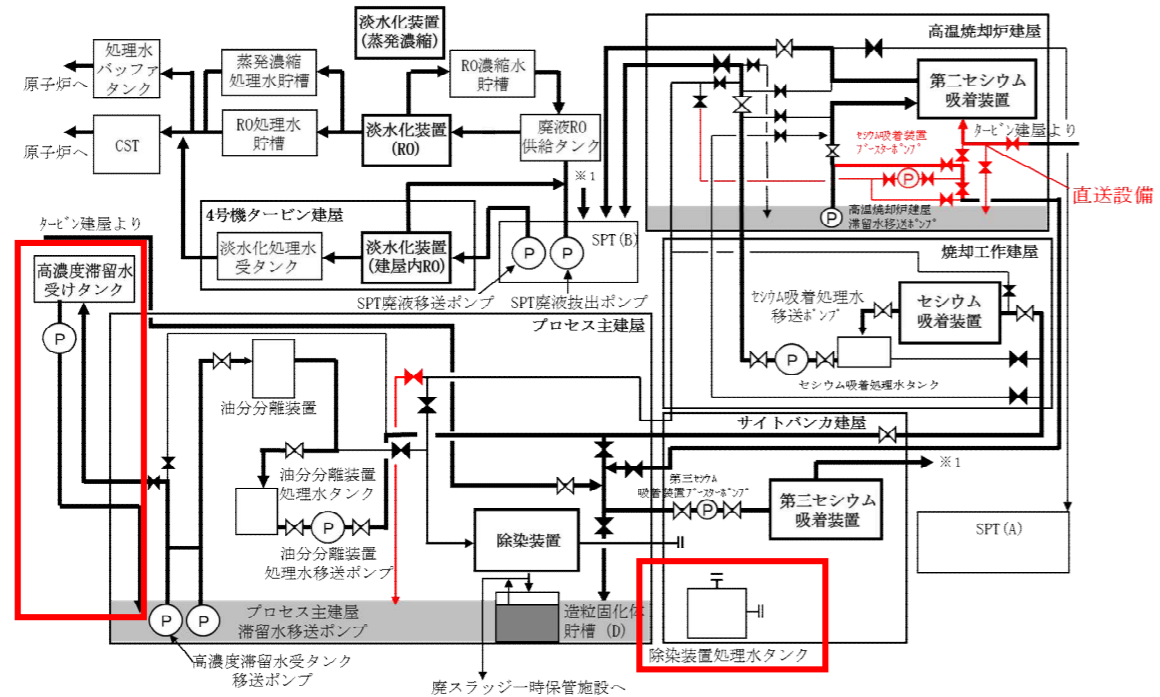 淡水化装置
(蒸発濃縮)
高温焼却炉建屋
処理水
バッファ
タンク
原子炉へ
蒸発濃縮
処理水貯槽
RO濃縮水
貯槽
第二セシウム
吸着装置
CST
原子炉へ
RO処理水
貯槽
淡水化装置
(RO)
廃液RO
供給タンク
※1
セシウム吸着装置
ブースターポンプ
タービン建屋より
直送設備
P
P
高温焼却炉建屋
滞留水移送ポンプ
4号機タービン建屋
淡水化処理水
受タンク
淡水化装置
(建屋内RO)
P
P
SPT(B)
SPT廃液移送ポンプ
SPT廃液抜出ポンプ
タービン建屋より
高濃度滞留水
受けタンク
P
焼却工作建屋
セシウム吸着処理水
移送ポンプ
セシウム
吸着装置
P
セシウム吸着処理水タンク
プロセス主建屋
油分分離装置
油分分離装置
処理水タンク
P
油分分離装置
処理水移送ポンプ
サイトバンカ建屋
※1
第三セシウム
吸着装置ブースターポンプ
P
第三セシウム
吸着装置
除染装置
SPT(A)
P
P
プロセス主建屋
滞留水移送ポンプ
造粒固化体
貯槽(D)
除染装置処理水タンク
高濃度滞留水受タンク
移送ポンプ
廃スラッジ一時保管施設へ